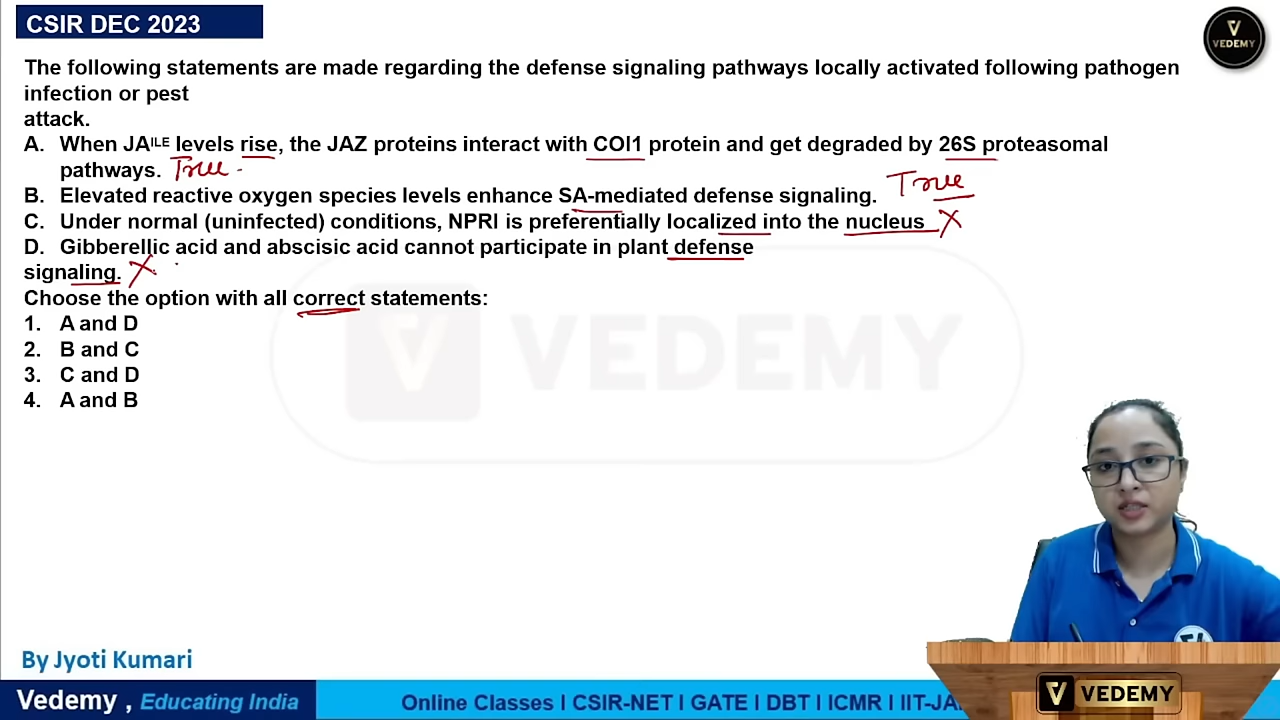 CSIR DEC 2023
VEDEMY
The following statements are made regarding the defense signaling pathways locally activated following pathogen
infection or pest
attack.
A. When JAᴵᴸᴱ levels rise, the JAZ proteins interact with COI1 protein and get degraded by 26S proteasomal
pathways. True
B. Elevated reactive oxygen species levels enhance SA-mediated defense signaling. True
C. Under normal (uninfected) conditions, NPRI is preferentially localized into the nucleus X
D. Gibberellic acid and abscisic acid cannot participate in plant defense
signaling. X
Choose the option with all correct statements:
1. A and D
2. B and C
3. C and D
4. A and B
VEDEMY
By Jyoti Kumari
VEDEMY
Vedemy , Educating India
Online Classes I CSIR-NET I GATE I DBT I ICMR I IIT-JA